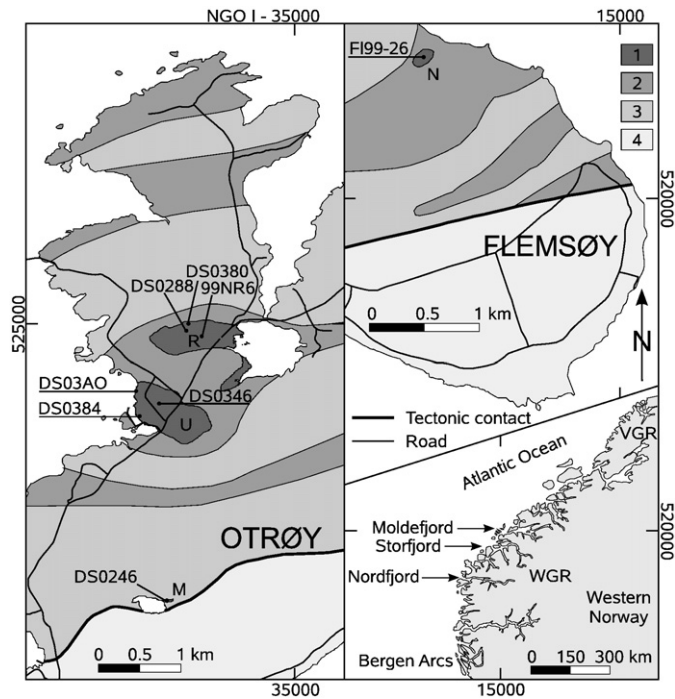 NGO I - 35000
15000
FI99-26
N
1
2
3
4
520000
FLEMSØY
0 0.5 1 km
N
DS0380
DS0288
99NR6
R
525000
DS03AO
DS0346
DS0384
U
OTRØY
DS0246
M
0 0.5 1 km
35000
Tectonic contact
Road
Atlantic Ocean
VGR
Moldefjord
Storfjord
Nordfjord
WGR
Western
Norway
Bergen Arcs
0 150 300 km
520000
15000